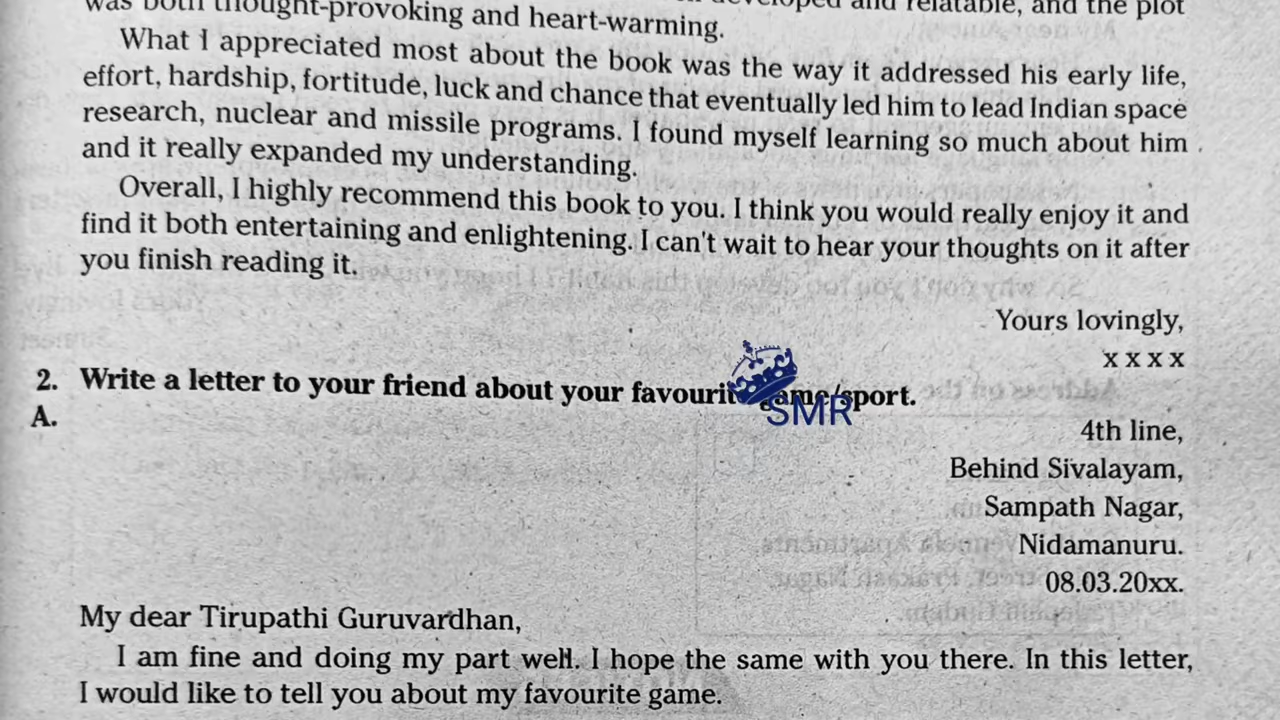 was both thought-provoking and heart-warming. developed and relatable, and the plot
What I appreciated most about the book was the way it addressed his early life,
effort, hardship, fortitude, luck and chance that eventually led him to lead Indian space
research, nuclear and missile programs. I found myself learning so much about him
and it really expanded my understanding.
Overall, I highly recommend this book to you. I think you would really enjoy it and
find it both entertaining and enlightening. I can't wait to hear your thoughts on it after
you finish reading it.
Yours lovingly,
x x x x
2. Write a letter to your friend about your favourite game/sport.
SMR
A.
4th line,
Behind Sivalayam,
Sampath Nagar,
Nidamanuru.
08.03.20xx.
My dear Tirupathi Guruvardhan,
I am fine and doing my part well. I hope the same with you there. In this letter,
I would like to tell you about my favourite game.